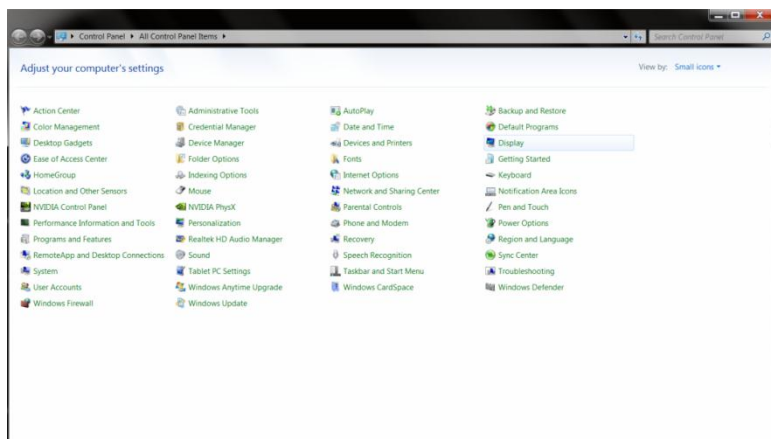 Control Panel ▸ All Control Panel Items ▸ Search Control Panel
Adjust your computer's settings View by: Small icons
Action Center Administrative Tools AutoPlay Backup and Restore
Color Management Credential Manager Date and Time Default Programs
Desktop Gadgets Device Manager Devices and Printers Display
Ease of Access Center Folder Options Fonts Getting Started
HomeGroup Indexing Options Internet Options Keyboard
Location and Other Sensors Mouse Network and Sharing Center Notification Area Icons
NVIDIA Control Panel NVIDIA PhysX Parental Controls Pen and Touch
Performance Information and Tools Personalization Phone and Modem Power Options
Programs and Features Realtek HD Audio Manager Recovery Region and Language
RemoteApp and Desktop Connections Sound Speech Recognition Sync Center
System Tablet PC Settings Taskbar and Start Menu Troubleshooting
User Accounts Windows Anytime Upgrade Windows CardSpace Windows Defender
Windows Firewall Windows Update